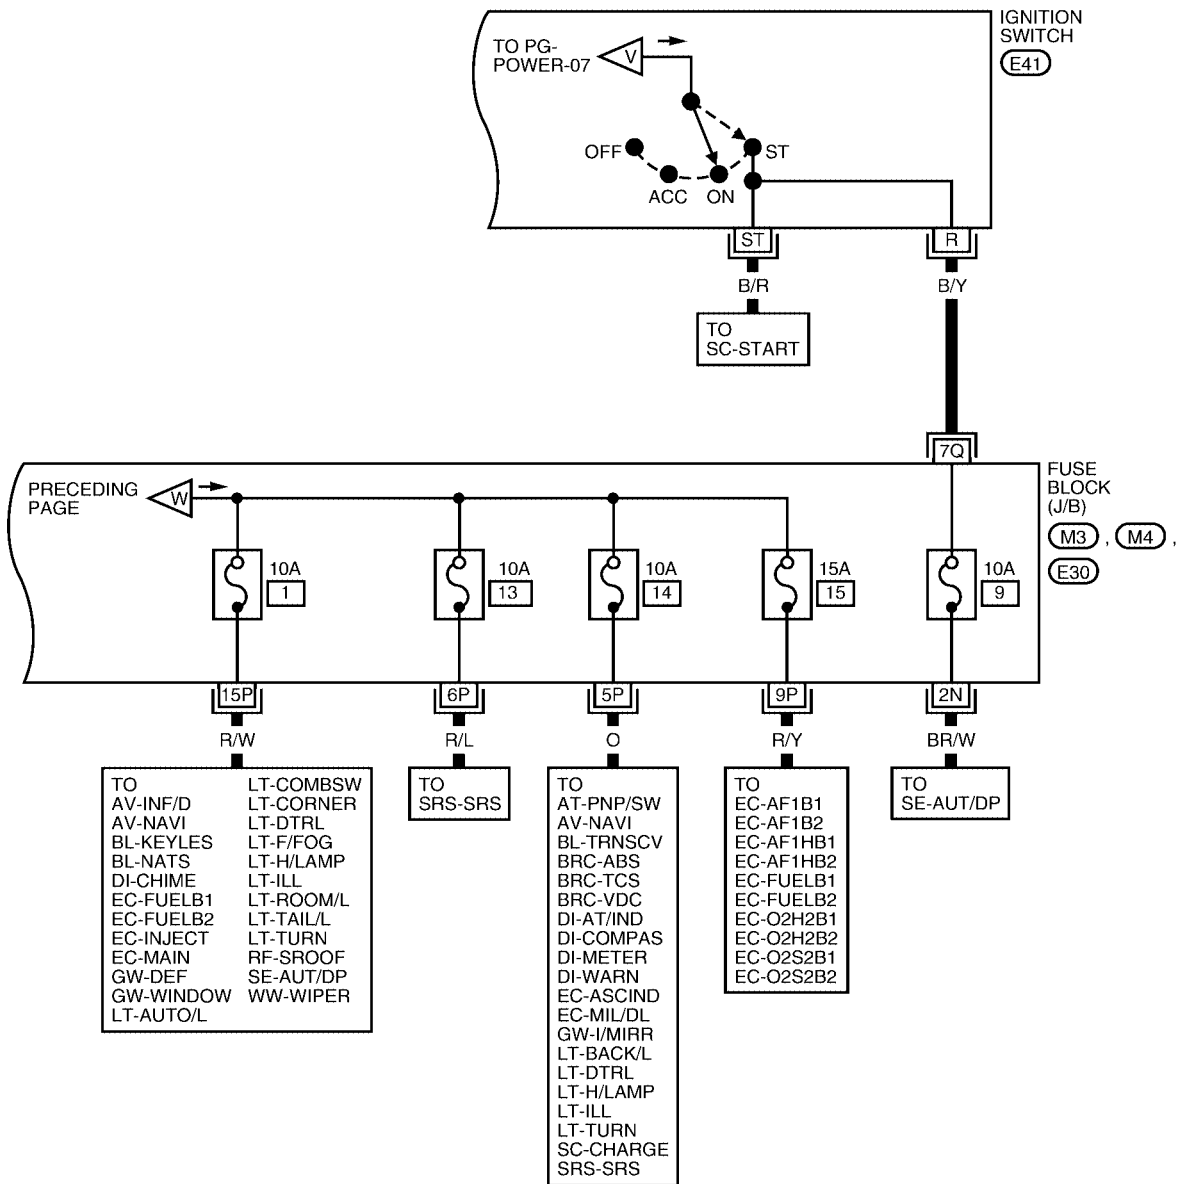 IGNITION
SWITCH
E41
TO PG-
POWER-07
V
OFF
ACC
ON
ST
ST
R
B/R
B/Y
TO
SC-START
7Q
FUSE
BLOCK
(J/B)
M3 , M4 ,
E30
PRECEDING
PAGE
W
10A
1
10A
13
10A
14
15A
15
10A
9
15P
6P
5P
9P
2N
R/W
R/L
O
R/Y
BR/W
TO
AV-INF/D
AV-NAVI
BL-KEYLES
BL-NATS
DI-CHIME
EC-FUELB1
EC-FUELB2
EC-INJECT
EC-MAIN
GW-DEF
GW-WINDOW
LT-AUTO/L
LT-COMBSW
LT-CORNER
LT-DTRL
LT-F/FOG
LT-H/LAMP
LT-ILL
LT-ROOM/L
LT-TAIL/L
LT-TURN
RF-SROOF
SE-AUT/DP
WW-WIPER
TO
SRS-SRS
TO
AT-PNP/SW
AV-NAVI
BL-TRNSCV
BRC-ABS
BRC-TCS
BRC-VDC
DI-AT/IND
DI-COMPAS
DI-METER
DI-WARN
EC-ASCIND
EC-MIL/DL
GW-I/MIRR
LT-BACK/L
LT-DTRL
LT-H/LAMP
LT-ILL
LT-TURN
SC-CHARGE
SRS-SRS
TO
EC-AF1B1
EC-AF1B2
EC-AF1HB1
EC-AF1HB2
EC-FUELB1
EC-FUELB2
EC-O2H2B1
EC-O2H2B2
EC-O2S2B1
EC-O2S2B2
TO
SE-AUT/DP